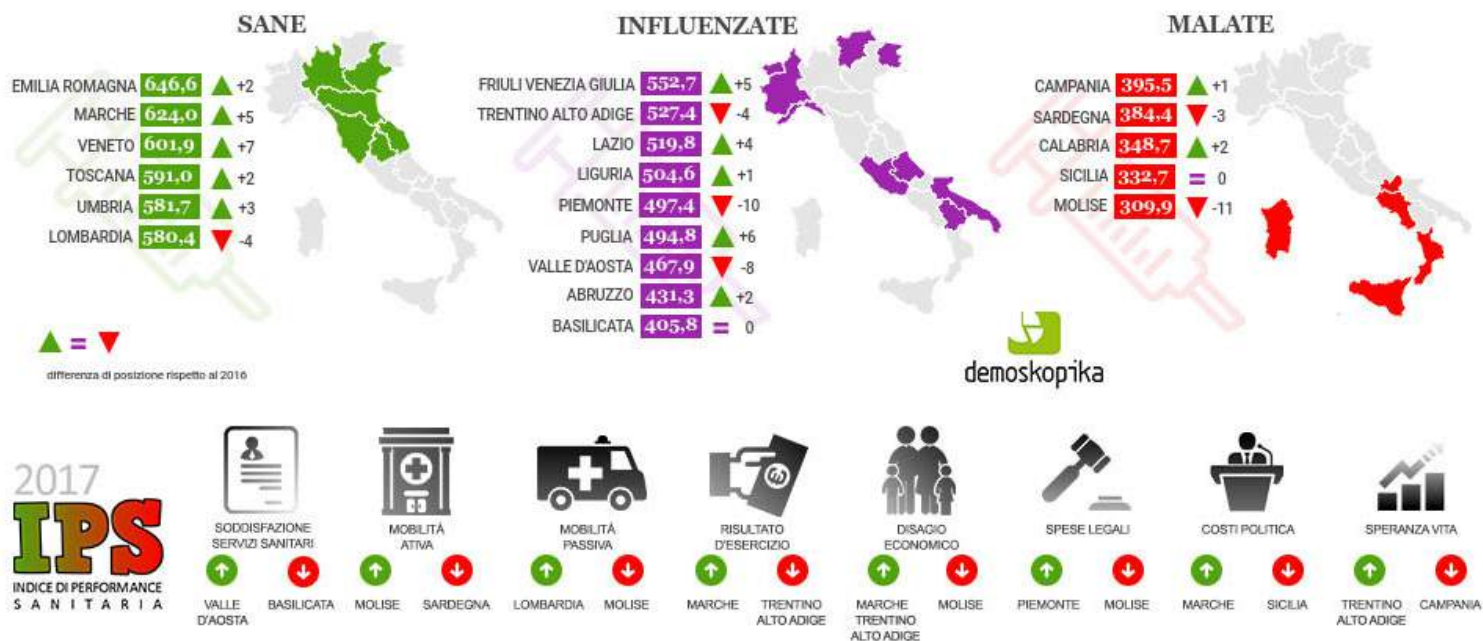 SANE
EMILIA ROMAGNA 646,6 +2
MARCHE 624,0 +5
VENETO 601,9 +7
TOSCANA 591,0 +2
UMBRIA 581,7 +3
LOMBARDIA 580,4 -4
=
differenza di posizione rispetto al 2016
INFLUENZATE
FRIULI VENEZIA GIULIA 552,7 +5
TRENTINO ALTO ADIGE 527,4 -4
LAZIO 519,8 +4
LIGURIA 504,6 +1
PIEMONTE 497,4 -10
PUGLIA 494,8 +6
VALLE D'AOSTA 467,9 -8
ABRUZZO 431,3 +2
BASILICATA 405,8 = 0
MALATE
CAMPANIA 395,5 +1
SARDEGNA 384,4 -3
CALABRIA 348,7 +2
SICILIA 332,7 = 0
MOLISE 309,9 -11
demoskopika
2017
IPS
INDICE DI PERFORMANCE
SANITARIA
SODDISFAZIONE
SERVIZI SANITARI
VALLE
D'AOSTA
BASILICATA
MOBILITÀ
ATIVA
MOLISE
SARDEGNA
MOBILITÀ
PASSIVA
LOMBARDIA
MOLISE
RISULTATO
D'ESERCIZIO
MARCHE
TRENTINO
ALTO ADIGE
DISAGIO
ECONOMICO
MARCHE
TRENTINO
ALTO ADIGE
MOLISE
SPESE LEGALI
PIEMONTE
MOLISE
COSTI POLITICA
MARCHE
SICILIA
SPERANZA VITA
TRENTINO
ALTO ADIGE
CAMPANIA